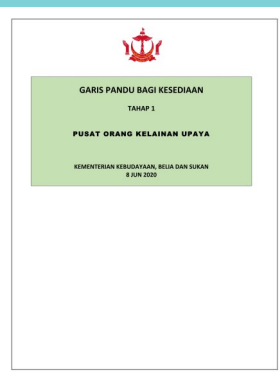 GARIS PANDU BAGI KESEDIAAN
TAHAP 1
PUSAT ORANG KELAINAN UPAYA
KEMENTERIAN KEBUDAYAAN, BELIA DAN SUKAN
8 JUN 2020